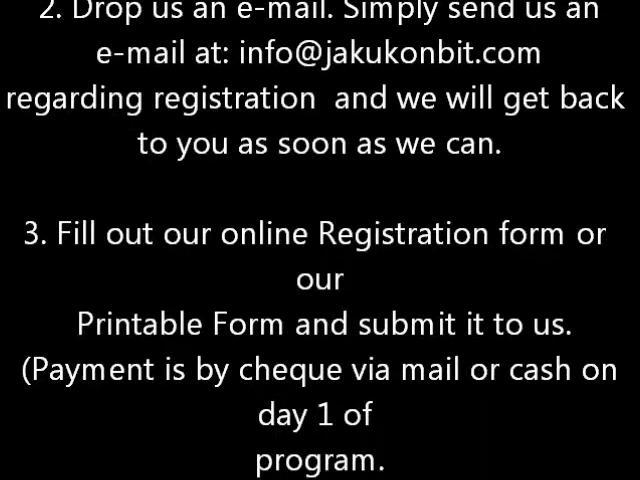 2. Drop us an e-mail. Simply send us an
e-mail at: info@jakukonbit.com
regarding registration  and we will get back
to you as soon as we can.
3. Fill out our online Registration form or
our
Printable Form and submit it to us.
(Payment is by cheque via mail or cash on
day 1 of
program.